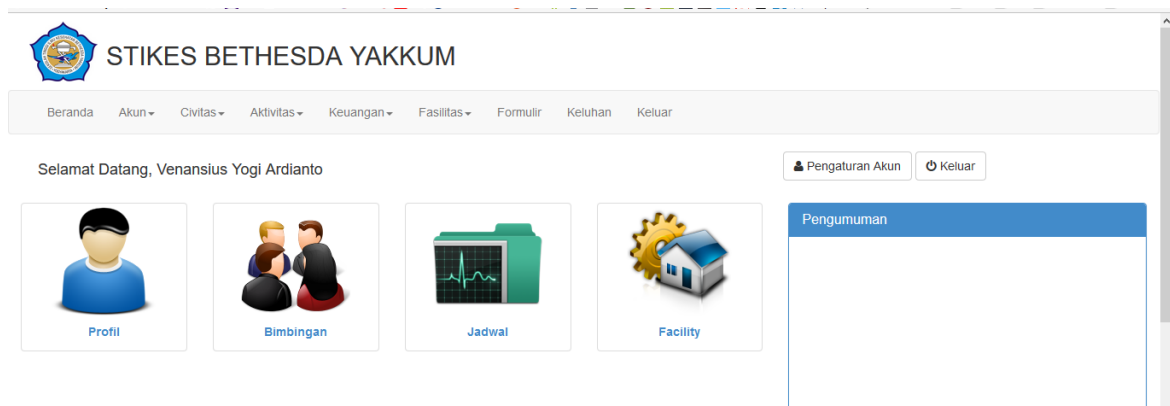 STIKES BETHESDA YAKKUM
Beranda Akun Civitas Aktivitas Keuangan Fasilitas Formulir Keluhan Keluar
Selamat Datang, Venansius Yogi Ardianto
Pengaturan Akun Keluar
Pengumuman
Profil Bimbingan Jadwal Facility